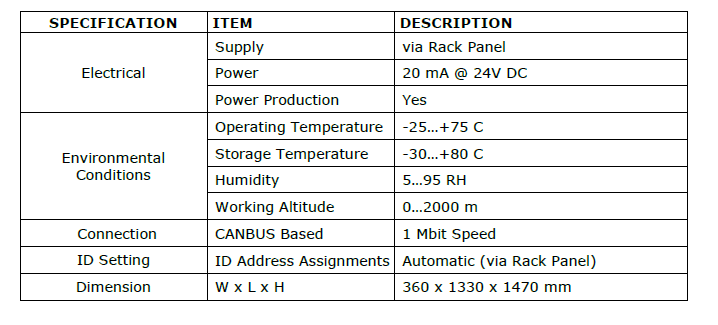 SPECIFICATION ITEM DESCRIPTION
Electrical
Supply via Rack Panel
Power 20 mA @ 24V DC
Power Production Yes
Environmental
Conditions
Operating Temperature -25...+75 C
Storage Temperature -30...+80 C
Humidity 5...95 RH
Working Altitude 0...2000 m
Connection CANBUS Based 1 Mbit Speed
ID Setting ID Address Assignments Automatic (via Rack Panel)
Dimension W x L x H 360 x 1330 x 1470 mm